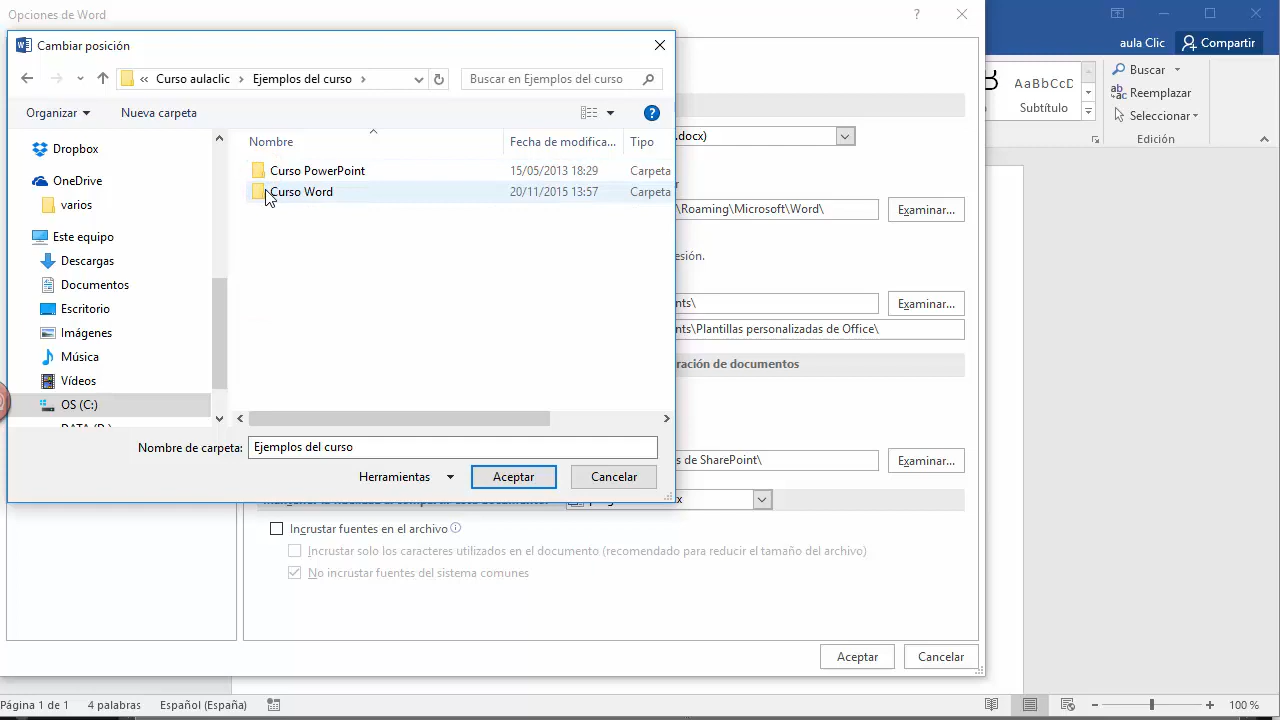 Opciones de Word
Cambiar posición
aula Clic
Compartir
« Curso aulaclic > Ejemplos del curso >
Buscar en Ejemplos del curso
Organizar
Nueva carpeta
AaBbCcD
Subtítulo
Buscar
Reemplazar
Seleccionar
Edición
Nombre
Fecha de modifica...
Tipo
.docx)
Dropbox
OneDrive
varios
Este equipo
Descargas
Documentos
Escritorio
Imágenes
Música
Vídeos
OS (C:)
Curso PowerPoint 15/05/2013 18:29 Carpeta
Curso Word 20/11/2015 13:57 Carpeta
\Roaming\Microsoft\Word\
Examinar...
esión.
nts\
Examinar...
nts\Plantillas personalizadas de Office\
ración de documentos
Nombre de carpeta: Ejemplos del curso
s de SharePoint\
Examinar...
Herramientas
Aceptar
Cancelar
Incrustar fuentes en el archivo
Incrustar solo los caracteres utilizados en el documento (recomendado para reducir el tamaño del archivo)
No incrustar fuentes del sistema comunes
Aceptar
Cancelar
Página 1 de 1
4 palabras
Español (España)
100 %